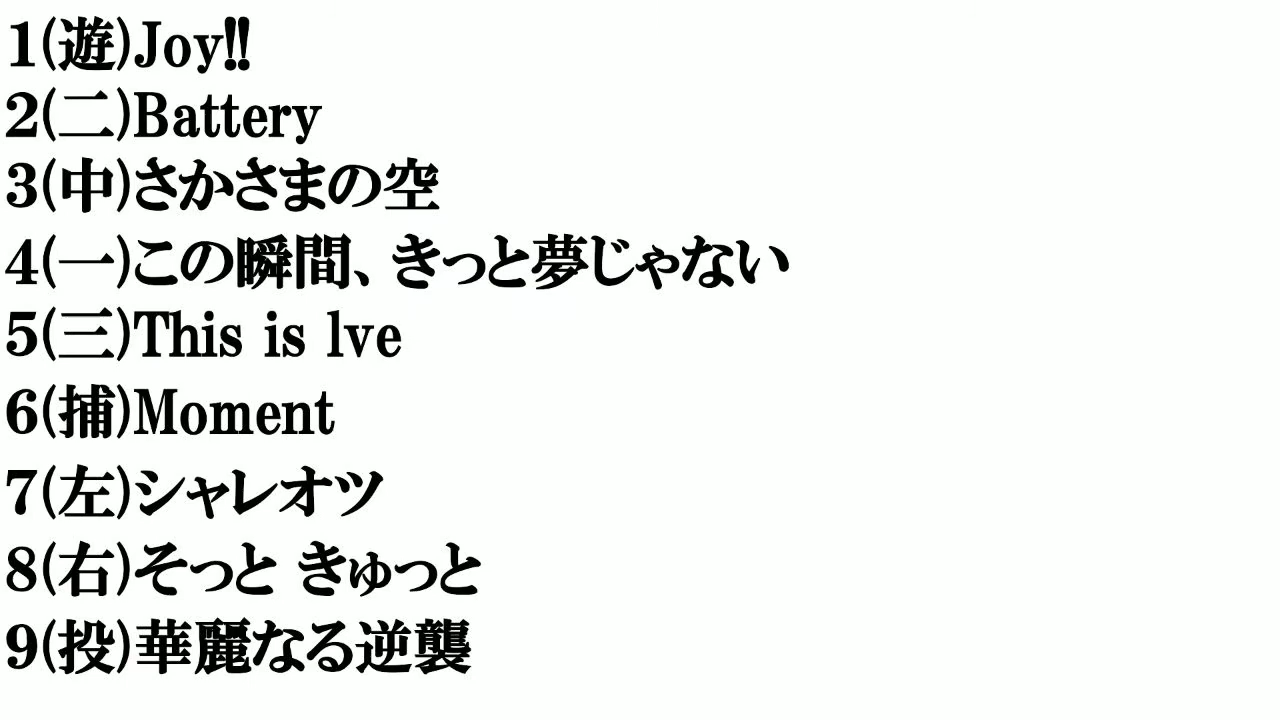 1(遊)Joy!!
2(二)Battery
3(中)さかさまの空
4(一)この瞬間、きっと夢じゃない
5(三)This is lve
6(捕)Moment
7(左)シャレオツ
8(右)そっと きゅっと
9(投)華麗なる逆襲